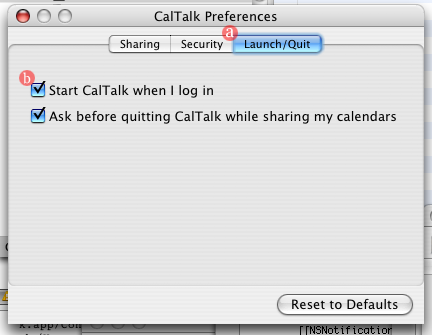 CalTalk Preferences
Sharing Security Launch/Quit
a
b
Start CalTalk when I log in
Ask before quitting CalTalk while sharing my calendars
Reset to Defaults
k.app/Con
[[NSNotification